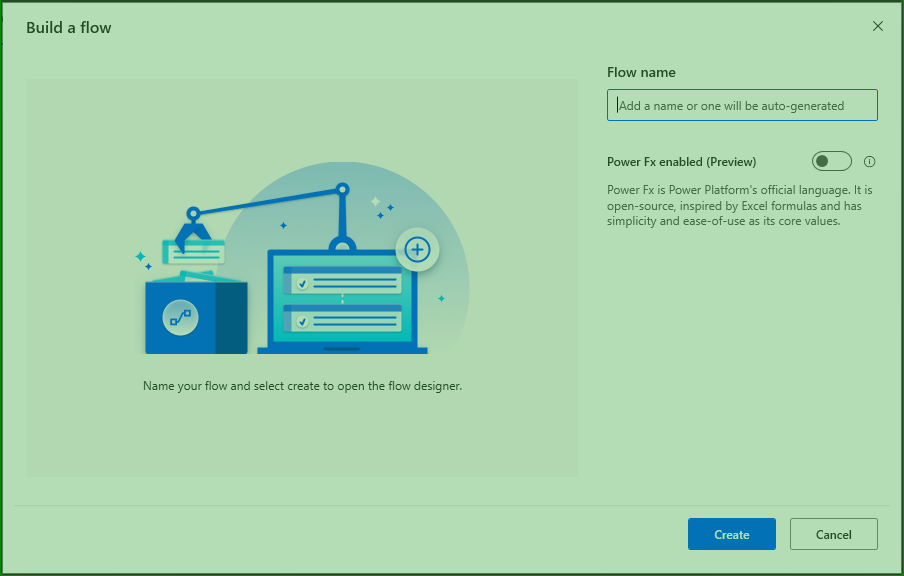 Build a flow
Flow name
Add a name or one will be auto-generated
Power Fx enabled (Preview)
Power Fx is Power Platform's official language. It is
open-source, inspired by Excel formulas and has
simplicity and ease-of-use as its core values.
Name your flow and select create to open the flow designer.
Create
Cancel